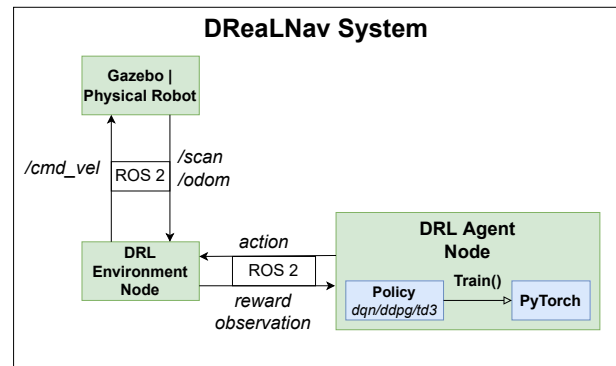 DReaLNav System
Gazebo |
Physical Robot
/cmd_vel
ROS 2
/scan
/odom
DRL
Environment
Node
action
ROS 2
reward
observation
DRL Agent
Node
Policy
dqn/ddpg/td3
Train()
PyTorch